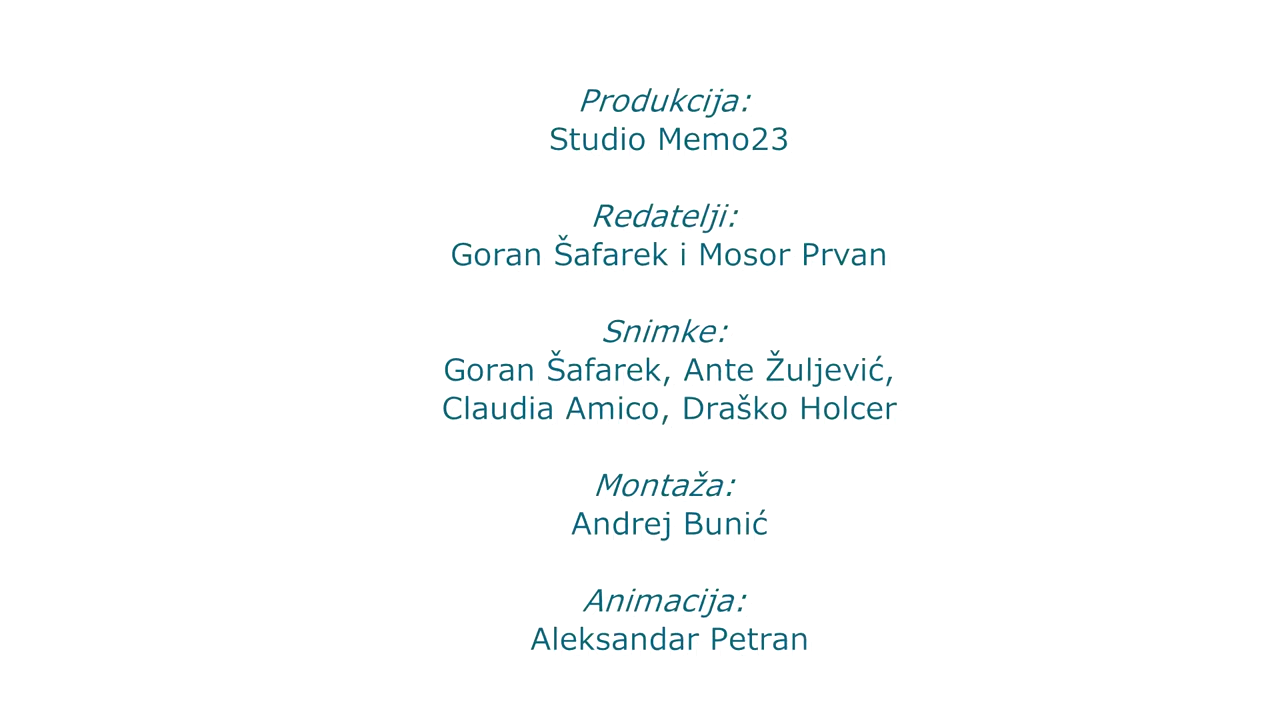 Produkcija:
Studio Memo23
Redatelji:
Goran Šafarek i Mosor Prvan
Snimke:
Goran Šafarek, Ante Žuljević,
Claudia Amico, Draško Holcer
Montaža:
Andrej Bunić
Animacija:
Aleksandar Petran